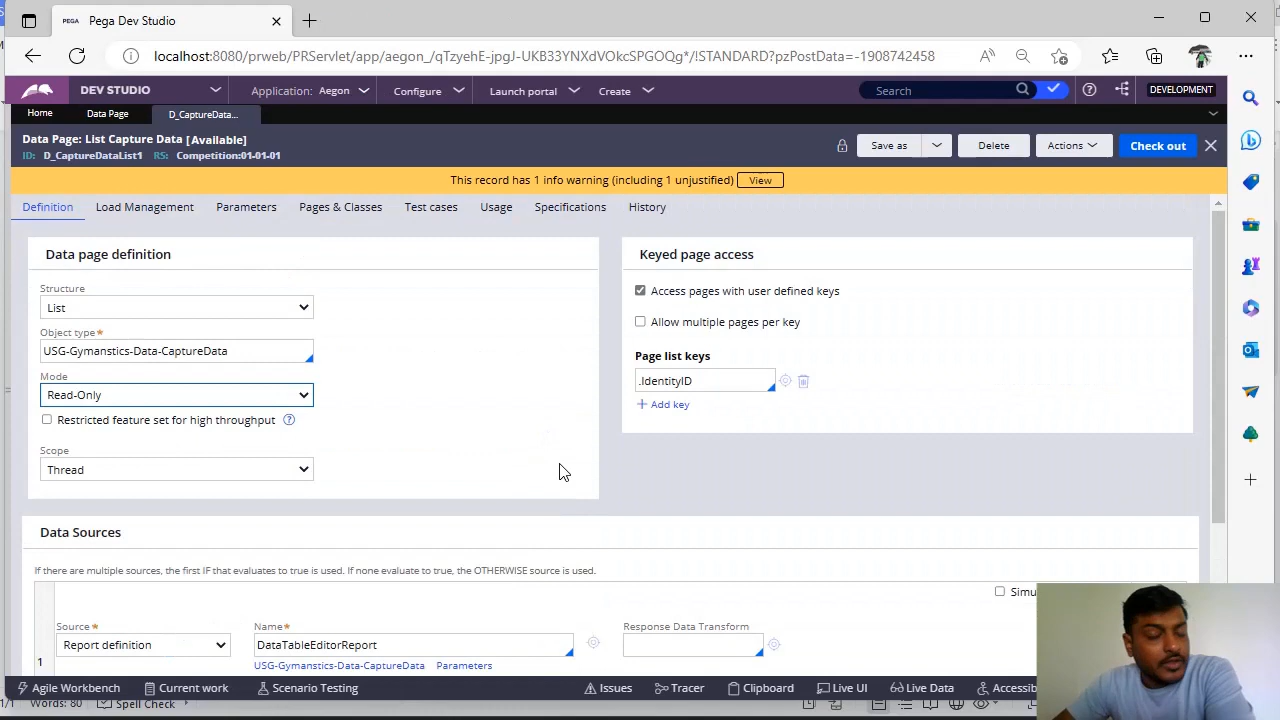 PEGA Pega Dev Studio
localhost:8080/prweb/PRServlet/app/aegon_/qTzyehE-jpgJ-UKB33YNXdVOkcSPGOQg*/!STANDARD?pzPostData=-1908742458
DEV STUDIO Application: Aegon Configure Launch portal Create Search DEVELOPMENT
Home Data Page D_CaptureData...
Data Page: List Capture Data [Available]
ID: D_CaptureDataList1 RS: Competition:01-01-01
Save as Delete Actions Check out
This record has 1 info warning (including 1 unjustified) View
Definition Load Management Parameters Pages & Classes Test cases Usage Specifications History
Data page definition
Structure
List
Object type*
USG-Gymanstics-Data-CaptureData
Mode
Read-Only
Restricted feature set for high throughput
Scope
Thread
Keyed page access
Access pages with user defined keys
Allow multiple pages per key
Page list keys
.IdentityID
+ Add key
Data Sources
If there are multiple sources, the first IF that evaluates to true is used. If none evaluate to true, the OTHERWISE source is used.
Simu
Source* Name* Response Data Transform
Report definition DataTableEditorReport
1
USG-Gymanstics-Data-CaptureData Parameters
Agile Workbench Current work Scenario Testing Issues Tracer Clipboard Live UI Live Data Accessib
1/1 Words: 80 Spell Check